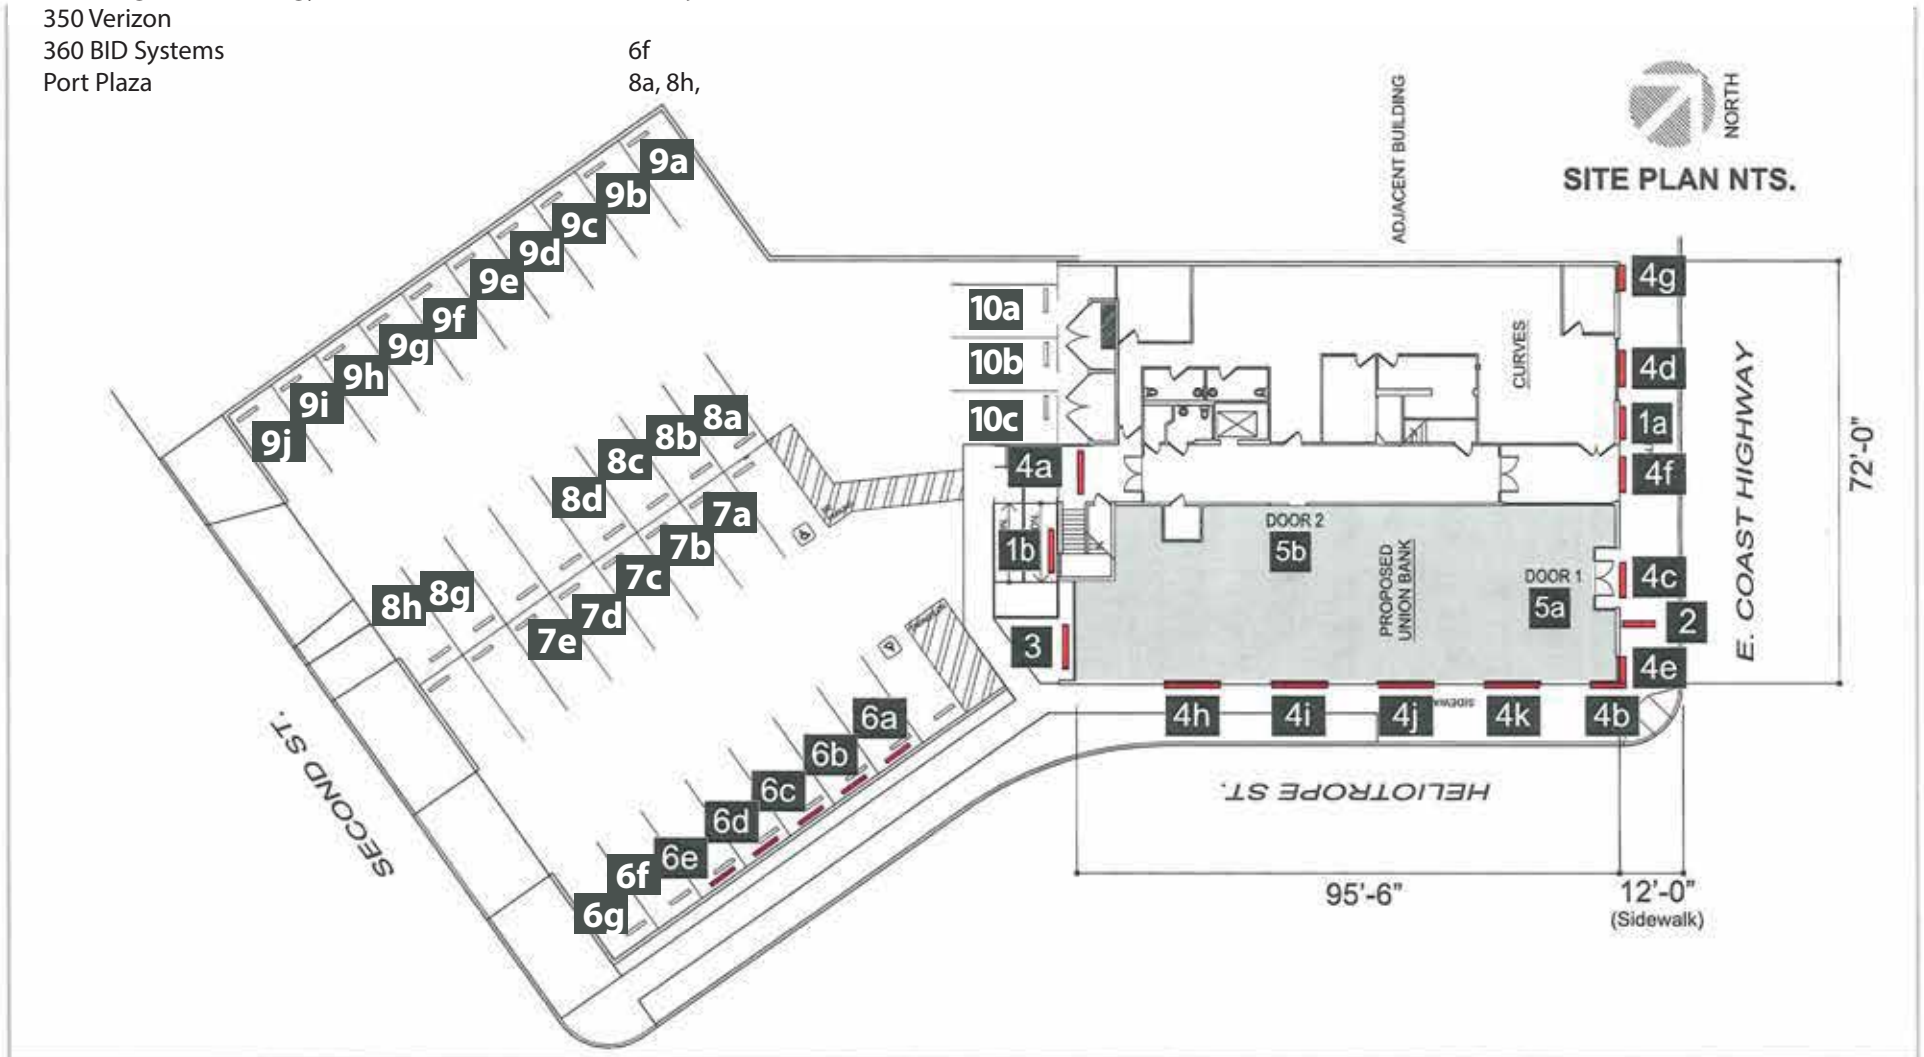 350 Verizon
360 BID Systems 6f
Port Plaza 8a, 8h,
ADJACENT BUILDING
NORTH
SITE PLAN NTS.
9a
9b
9c
9d
9e
9f
9g
9h
9i
9j
10a
10b
10c
8a
8b
8c
8d
8g
8h
7a
7b
7c
7d
7e
6a
6b
6c
6d
6e
6f
6g
4a
1b
3
CURVES
DOOR 2
5b
PROPOSED
UNION BANK
DOOR 1
5a
4g
4d
1a
4f
4c
2
4e
4h
4i
4j
4k
4b
SIDEWALK
E. COAST HIGHWAY
72'-0"
HELIOTROPE ST.
SECOND ST.
95'-6"
12'-0"
(Sidewalk)